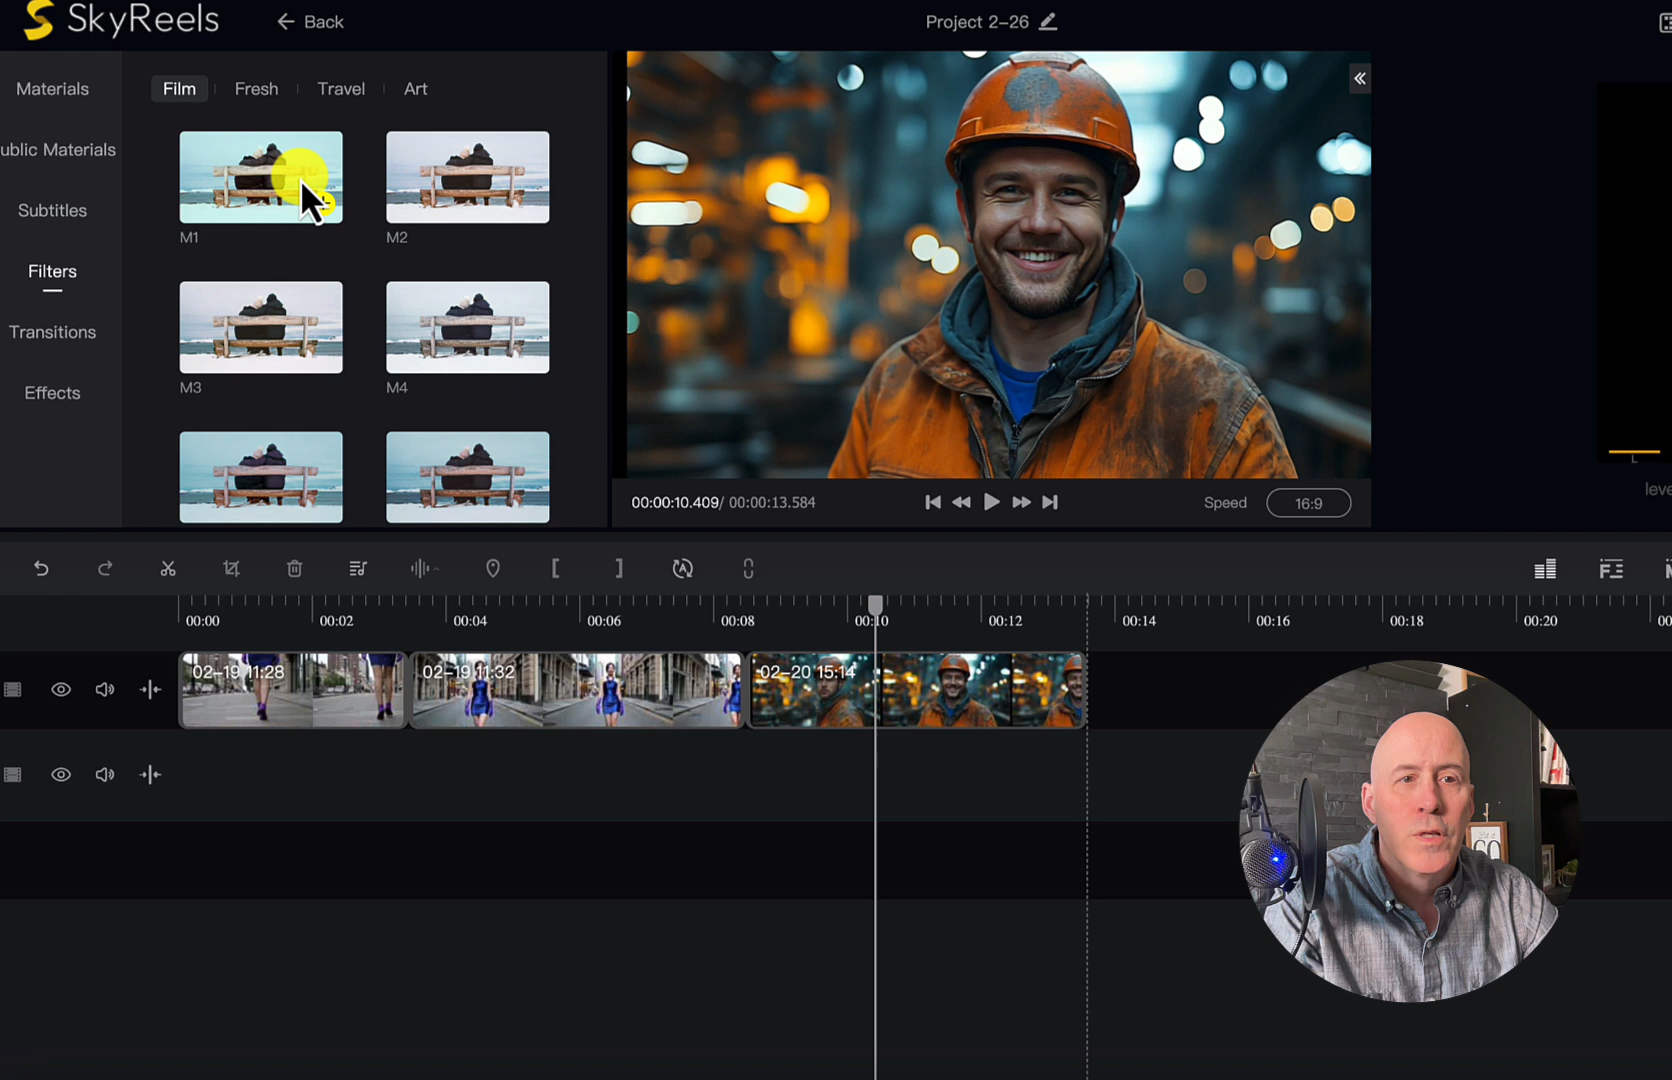 SkyReels
Back
Project 2-26
Materials
ublic Materials
Subtitles
Filters
Transitions
Effects
Film
Fresh
Travel
Art
M1
M2
M3
M4
00:00:10.409/ 00:00:13.584
Speed
16:9
L
leve
00:00
00:02
00:04
00:06
00:08
00:10
00:12
00:14
00:16
00:18
00:20
00
02-19 11:28
02-19 11:32
02-20 15:14
60